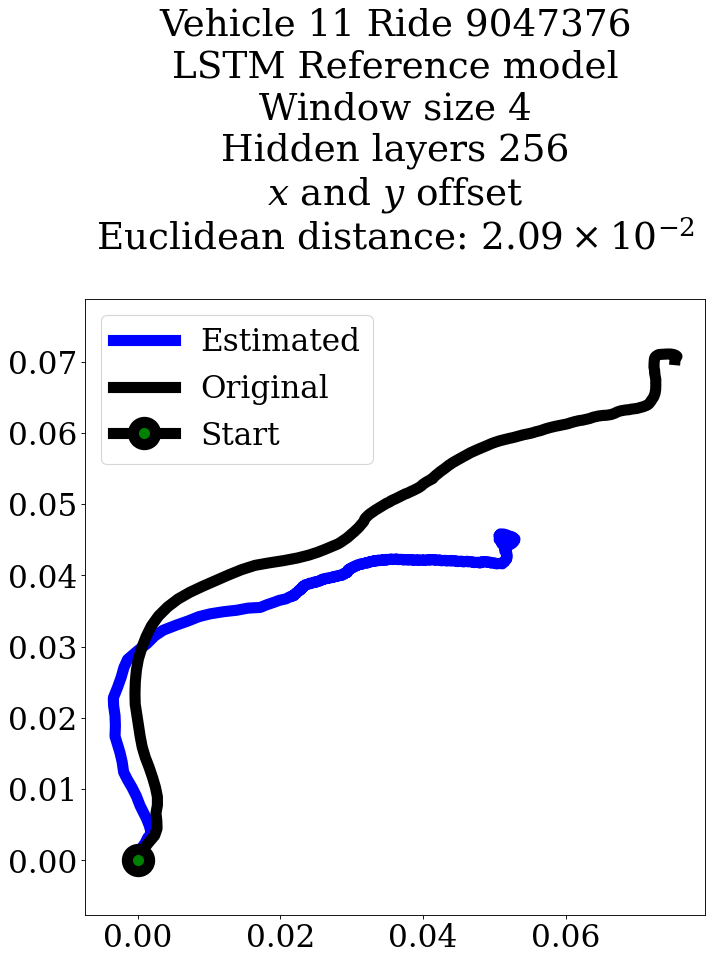 Vehicle 11 Ride 9047376
LSTM Reference model
Window size 4
Hidden layers 256
x and y offset
Euclidean distance: 2.09 × 10⁻²
Estimated
Original
Start
0.07
0.06
0.05
0.04
0.03
0.02
0.01
0.00
0.00 0.02 0.04 0.06